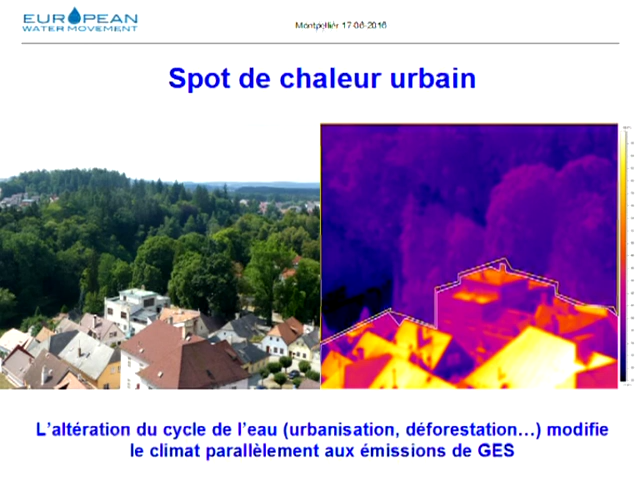 EUROPEAN
WATER MOVEMENT
Montpellier 17-06-2016
Spot de chaleur urbain
L'altération du cycle de l'eau (urbanisation, déforestation...) modifie
le climat parallèlement aux émissions de GES